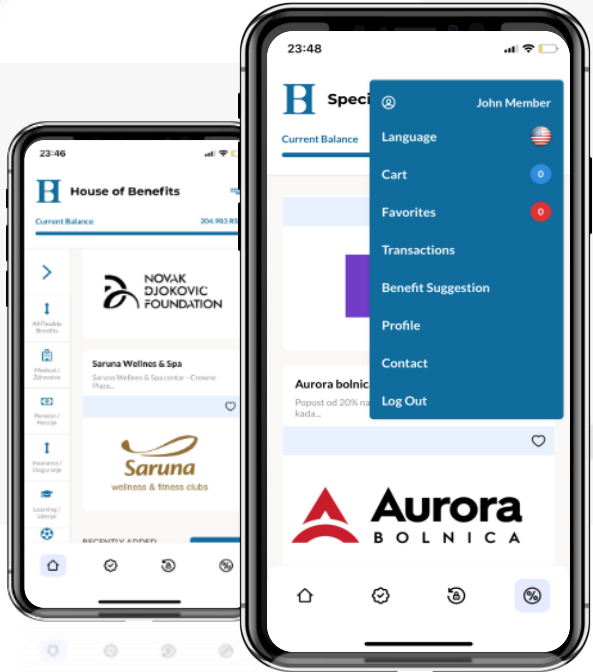 23:46
House of Benefits
Current Balance
204.983 RS
NOVAK
DJOKOVIC
FOUNDATION
All Flexible
Benefits
Medical /
Zdravstvo
Pension /
Penzije
Insurance /
Osiguranje
Learning /
Učenje
Saruna Wellnes & Spa
Saruna Wellnes & Spa centar - Crowne
Plaza...
Saruna
wellness & fitness clubs
RECENTLY ADDED
23:48
Speci
Current Balance
John Member
Language
Cart
0
Favorites
0
Transactions
Benefit Suggestion
Profile
Contact
Log Out
Aurora bolnic
Popust od 20% na
kada...
Aurora
BOLNICA